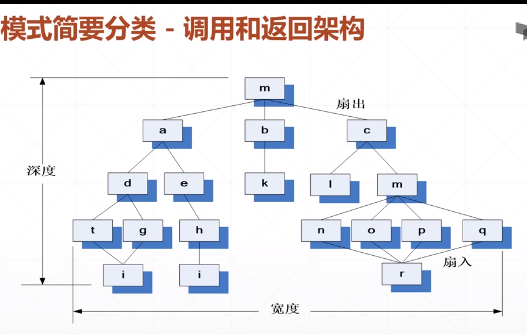 模式简要分类 - 调用和返回架构
m
扇出
a b c
深度
d e k l m
t g h n o p q
扇入
i i r
宽度